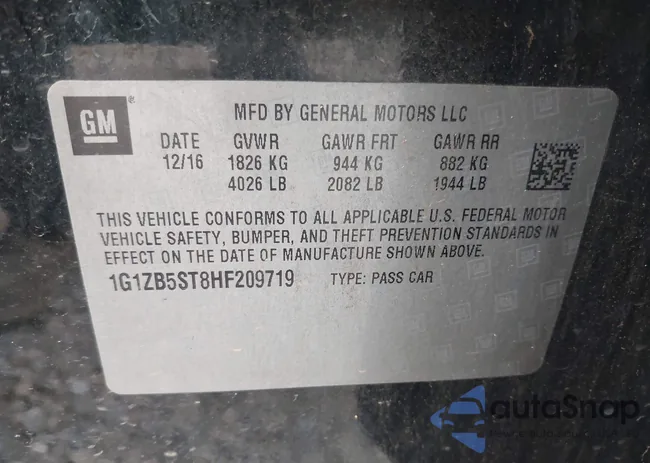 GM
MFD BY GENERAL MOTORS LLC
DATE GVWR GAWR FRT GAWR RR
12/16 1826 KG 944 KG 882 KG
4026 LB 2082 LB 1944 LB
THIS VEHICLE CONFORMS TO ALL APPLICABLE U.S. FEDERAL MOTOR
VEHICLE SAFETY, BUMPER, AND THEFT PREVENTION STANDARDS IN
EFFECT ON THE DATE OF MANUFACTURE SHOWN ABOVE.
1G1ZB5ST8HF209719 TYPE: PASS CAR
autaSnap